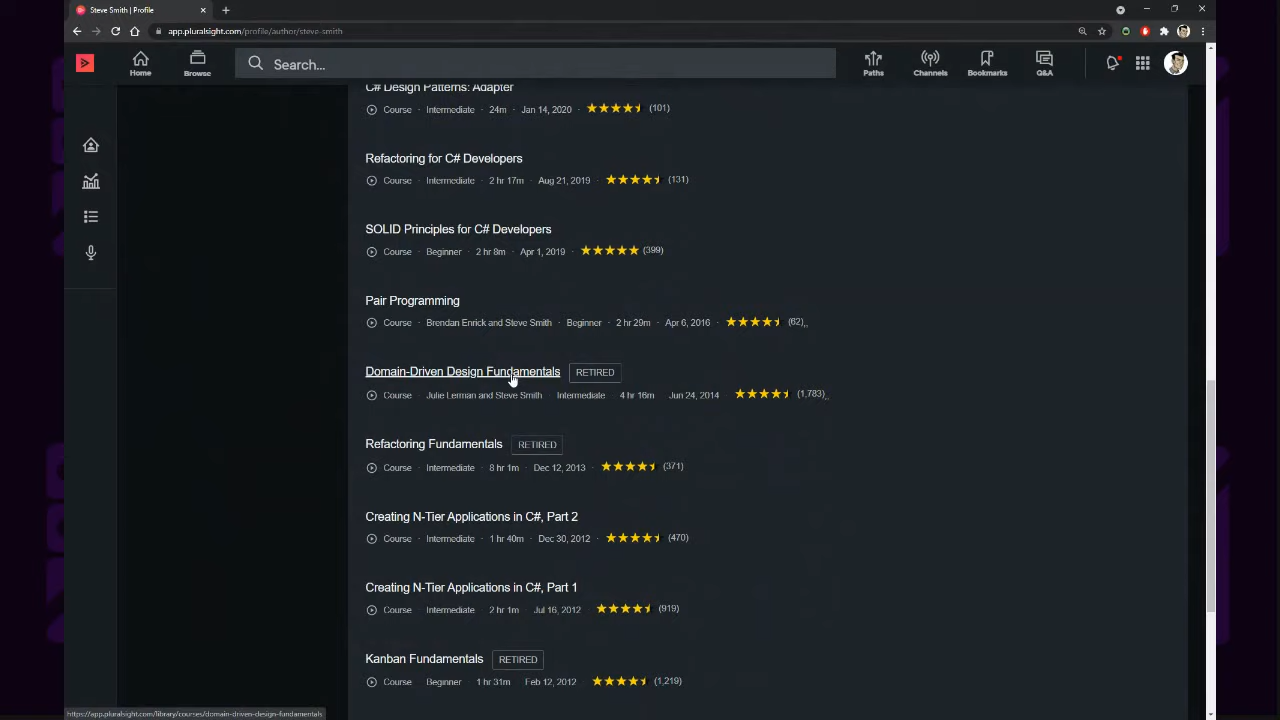 Steve Smith | Profile
app.pluralsight.com/profile/author/steve-smith
Home
Browse
Search...
Paths
Channels
Bookmarks
Q&A
C# Design Patterns: Adapter
Course · Intermediate · 24m · Jan 14, 2020 · (101)
Refactoring for C# Developers
Course · Intermediate · 2 hr 17m · Aug 21, 2019 · (131)
SOLID Principles for C# Developers
Course · Beginner · 2 hr 8m · Apr 1, 2019 · (399)
Pair Programming
Course · Brendan Enrick and Steve Smith · Beginner · 2 hr 29m · Apr 6, 2016 · (62),,
Domain-Driven Design Fundamentals RETIRED
Course · Julie Lerman and Steve Smith · Intermediate · 4 hr 16m · Jun 24, 2014 · (1,783),,
Refactoring Fundamentals RETIRED
Course · Intermediate · 8 hr 1m · Dec 12, 2013 · (371)
Creating N-Tier Applications in C#, Part 2
Course · Intermediate · 1 hr 40m · Dec 30, 2012 · (470)
Creating N-Tier Applications in C#, Part 1
Course · Intermediate · 2 hr 1m · Jul 16, 2012 · (919)
Kanban Fundamentals RETIRED
Course · Beginner · 1 hr 31m · Feb 12, 2012 · (1,219)
https://app.pluralsight.com/library/courses/domain-driven-design-fundamentals